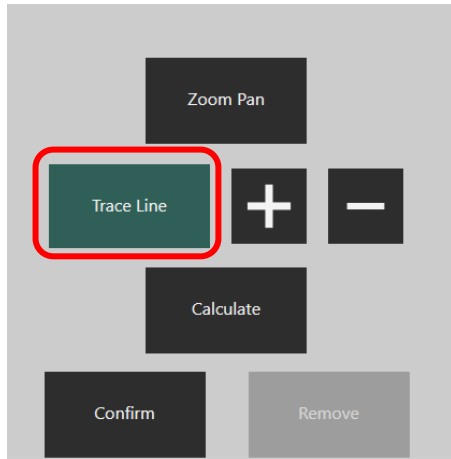 Zoom Pan
Trace Line
+
−
Calculate
Confirm
Remove